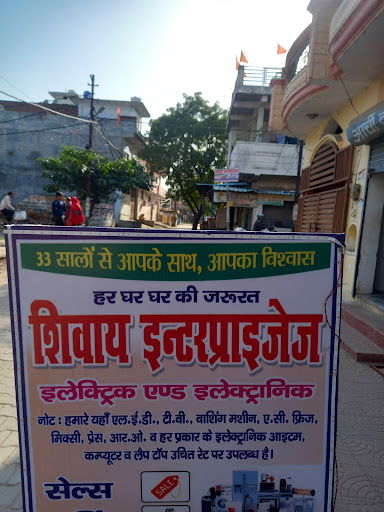 33 सालों से आपके साथ, आपका विश्वास
हर घर घर की जरूरत
शिवाय इन्टरप्राइजेज
इलेक्ट्रिक एण्ड इलेक्ट्रानिक
नोट : हमारे यहाँ एल.ई.डी., टी.वी., वाशिंग मशीन, ए.सी. फ्रिज,
मिक्सी, प्रेस, आर.ओ. व हर प्रकार के इलेक्ट्रानिक आइटम,
कम्प्यूटर व लैप टॉप उचित रेट पर उपलब्ध है।
सेल्स
SALE